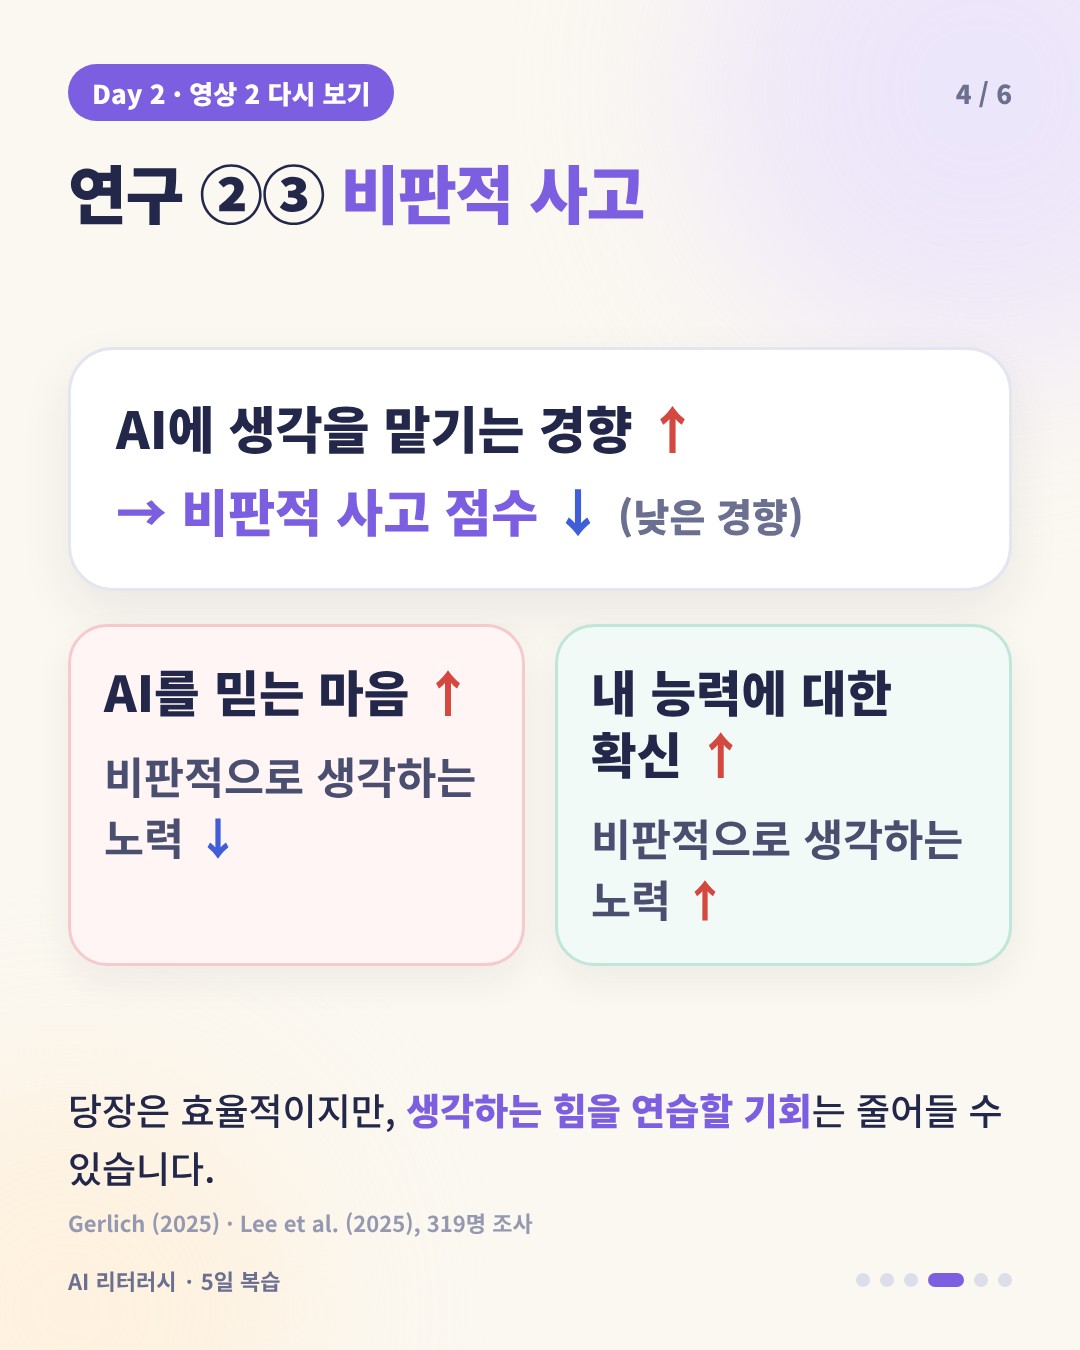 Day 2 · 영상 2 다시 보기
4 / 6
연구 ②③ 비판적 사고
AI에 생각을 맡기는 경향 ↑
→ 비판적 사고 점수 ↓ (낮은 경향)
AI를 믿는 마음 ↑
비판적으로 생각하는
노력 ↓
내 능력에 대한
확신 ↑
비판적으로 생각하는
노력 ↑
당장은 효율적이지만, 생각하는 힘을 연습할 기회는 줄어들 수
있습니다.
Gerlich (2025) · Lee et al. (2025), 319명 조사
AI 리터러시 · 5일 복습